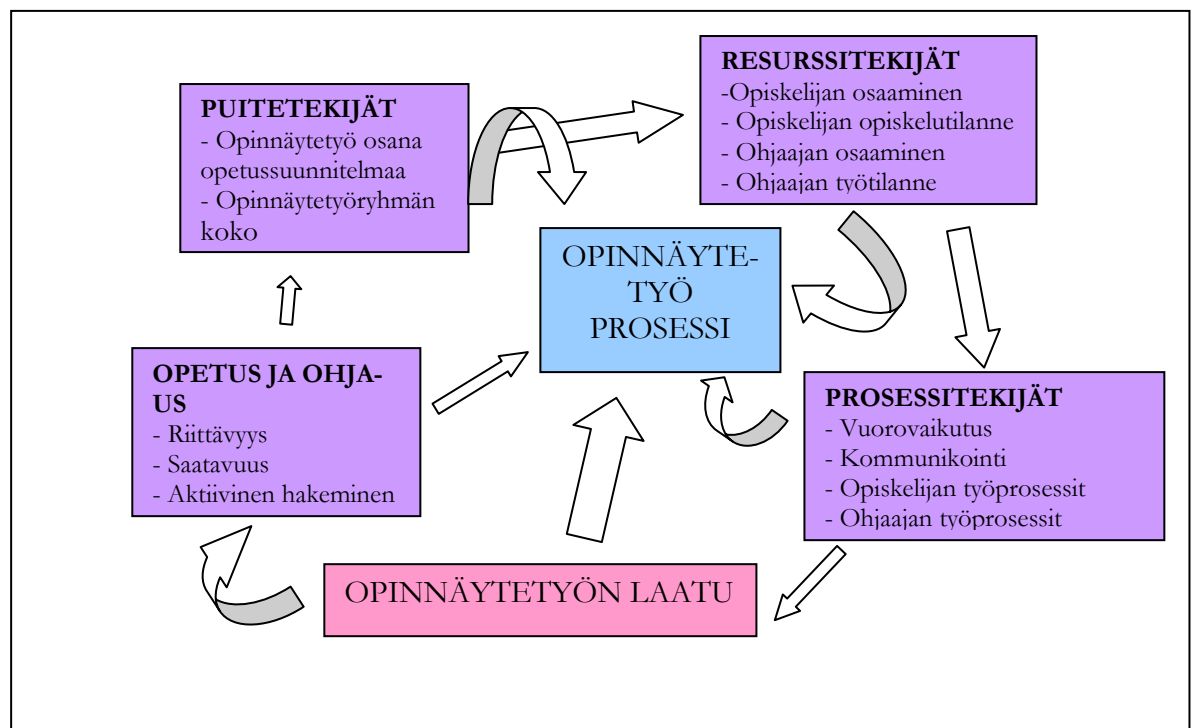 PUITETEKIJÄT
- Opinnäytetyö osana
opetussuunnitelmaa
- Opinnäytetyöryhmän
koko
RESURSSITEKIJÄT
-Opiskelijan osaaminen
- Opiskelijan opiskelutilanne
- Ohjaajan osaaminen
- Ohjaajan työtilanne
OPINNÄYTE-
TYÖ
PROSESSI
OPETUS JA OHJA-
US
- Riittävyys
- Saatavuus
- Aktiivinen hakeminen
PROSESSITEKIJÄT
- Vuorovaikutus
- Kommunikointi
- Opiskelijan työprosessit
- Ohjaajan työprosessit
OPINNÄYTETYÖN LAATU